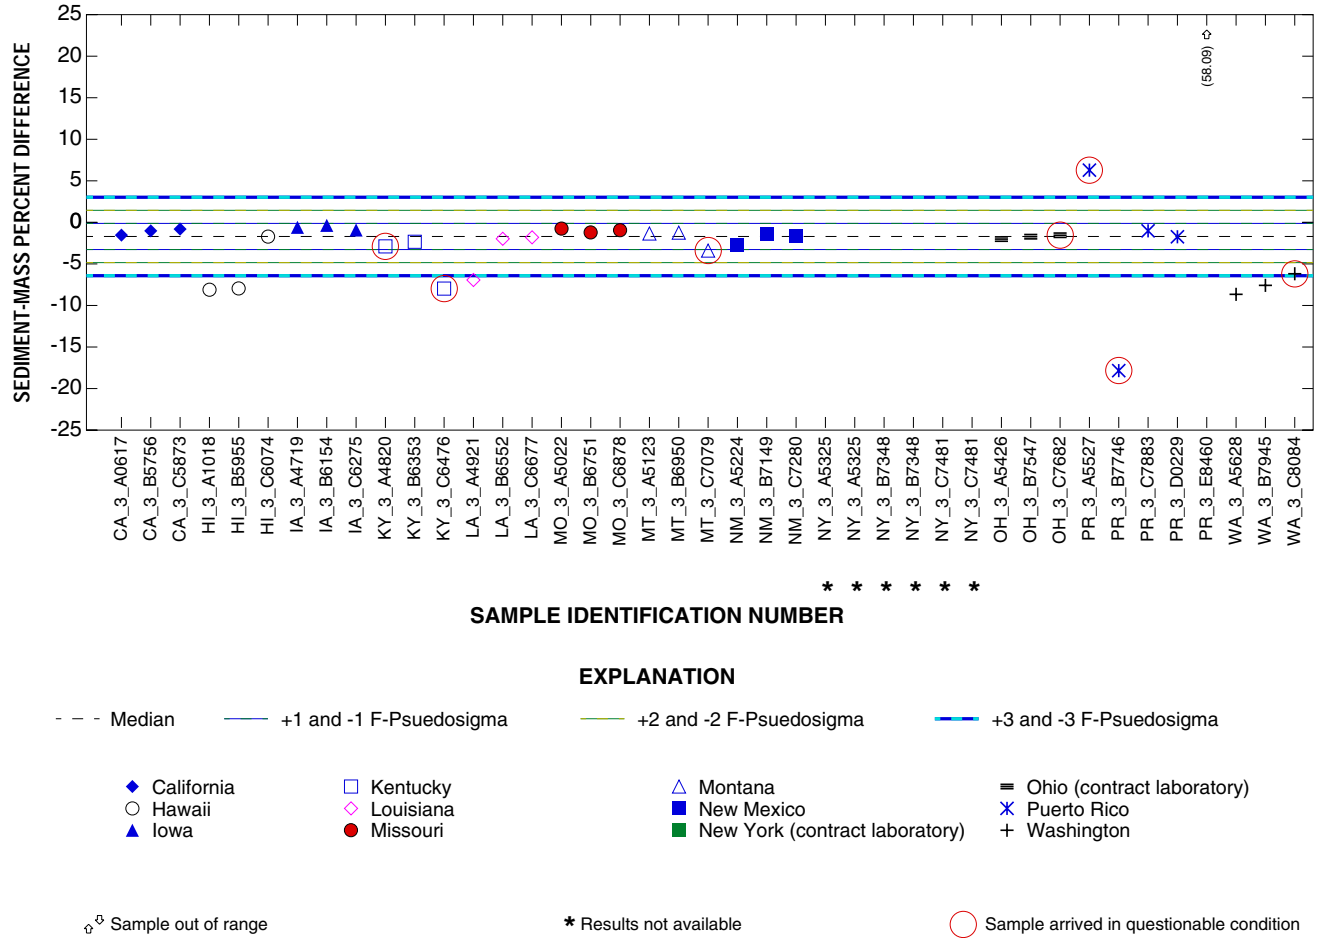 SEDIMENT-MASS PERCENT DIFFERENCE
25
20
15
10
5
0
-5
-10
-15
-20
-25
(58.09)
CA_3_A0617
CA_3_B5756
CA_3_C5873
HI_3_A1018
HI_3_B5955
HI_3_C6074
IA_3_A4719
IA_3_B6154
IA_3_C6275
KY_3_A4820
KY_3_B6353
KY_3_C6476
LA_3_A4921
LA_3_B6552
LA_3_C6677
MO_3_A5022
MO_3_B6751
MO_3_C6878
MT_3_A5123
MT_3_B6950
MT_3_C7079
NM_3_A5224
NM_3_B7149
NM_3_C7280
NY_3_A5325
NY_3_A5325
NY_3_B7348
NY_3_B7348
NY_3_C7481
NY_3_C7481
OH_3_A5426
OH_3_B7547
OH_3_C7682
PR_3_A5527
PR_3_B7746
PR_3_C7883
PR_3_D0229
PR_3_E8460
WA_3_A5628
WA_3_B7945
WA_3_C8084
* * * * * *
SAMPLE IDENTIFICATION NUMBER
EXPLANATION
Median
+1 and -1 F-Psuedosigma
+2 and -2 F-Psuedosigma
+3 and -3 F-Psuedosigma
California
Hawaii
Iowa
Kentucky
Louisiana
Missouri
Montana
New Mexico
New York (contract laboratory)
Ohio (contract laboratory)
Puerto Rico
Washington
Sample out of range
* Results not available
Sample arrived in questionable condition